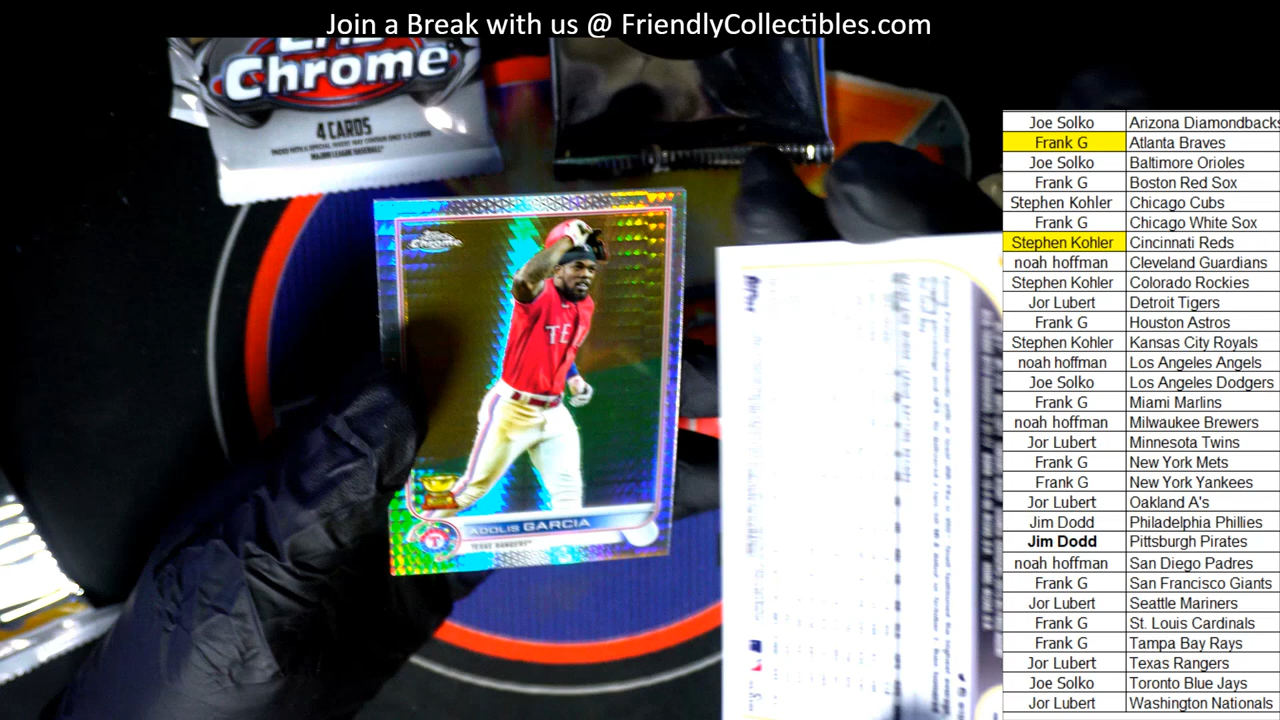 Join a Break with us @ FriendlyCollectibles.com
Chrome
4 CARDS
MAJOR LEAGUE BASEBALL
Topps
Chrome
TE
ADOLIS GARCIA
TEXAS RANGERS
T
Joe Solko Arizona Diamondbacks
Frank G Atlanta Braves
Joe Solko Baltimore Orioles
Frank G Boston Red Sox
Stephen Kohler Chicago Cubs
Frank G Chicago White Sox
Stephen Kohler Cincinnati Reds
noah hoffman Cleveland Guardians
Stephen Kohler Colorado Rockies
Jor Lubert Detroit Tigers
Frank G Houston Astros
Stephen Kohler Kansas City Royals
noah hoffman Los Angeles Angels
Joe Solko Los Angeles Dodgers
Frank G Miami Marlins
noah hoffman Milwaukee Brewers
Jor Lubert Minnesota Twins
Frank G New York Mets
Frank G New York Yankees
Jor Lubert Oakland Athletics
Jim Dodd Philadelphia Phillies
Jim Dodd Pittsburgh Pirates
noah hoffman San Diego Padres
Frank G San Francisco Giants
Jor Lubert Seattle Mariners
Frank G St. Louis Cardinals
Frank G Tampa Bay Rays
Jor Lubert Texas Rangers
Joe Solko Toronto Blue Jays
Jor Lubert Washington Nationals